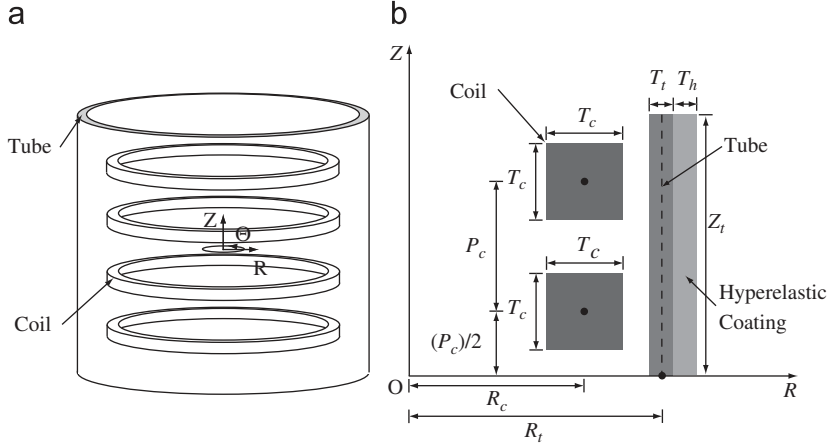 a
Tube
Z
Θ
R
Coil
b
Z
T_t
T_h
Coil
T_c
Tube
T_c
Z_t
P_c
T_c
T_c
Hyperelastic
Coating
(P_c)/2
O
R
R_c
R_t